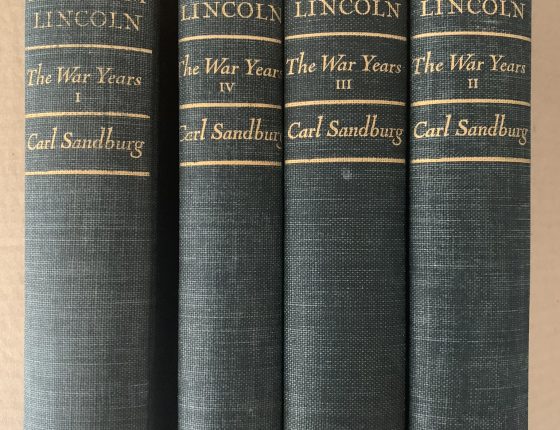 LINCOLN
The War Years
I
Carl Sandburg
LINCOLN
The War Years
IV
Carl Sandburg
LINCOLN
The War Years
III
Carl Sandburg
LINCOLN
The War Years
II
Carl Sandburg